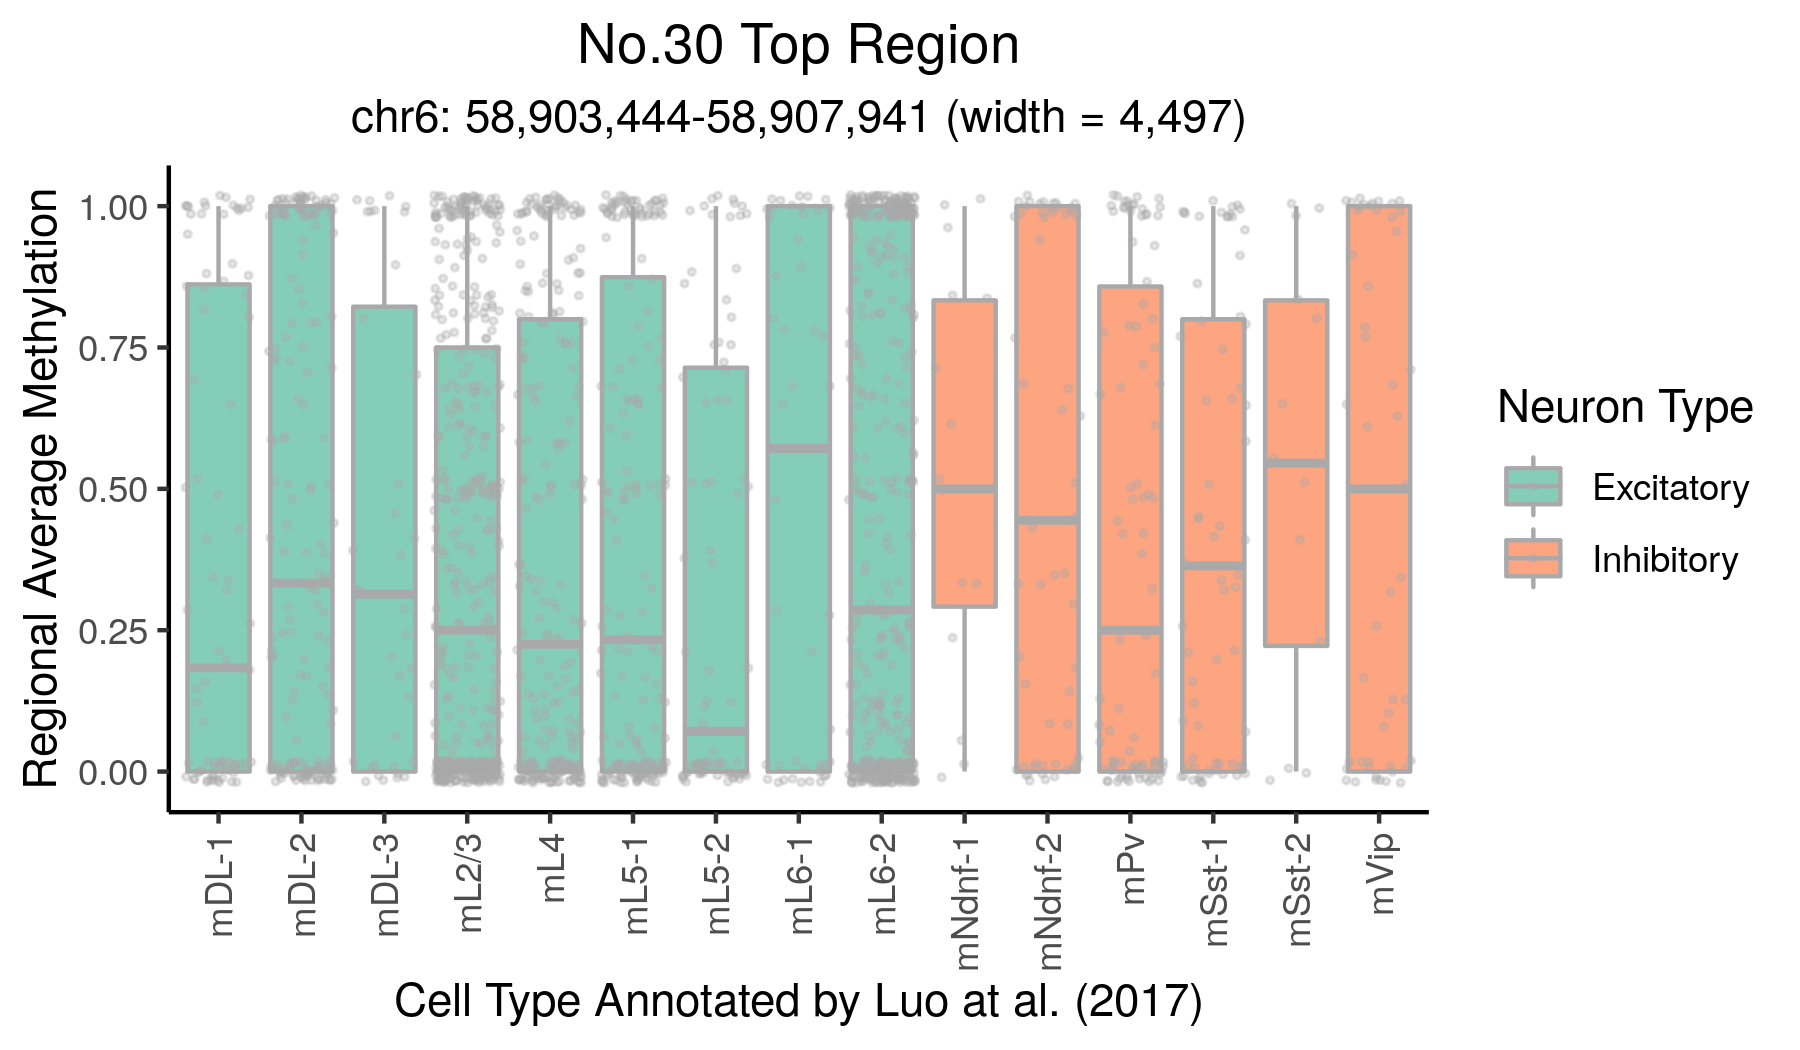 No.30 Top Region
chr6: 58,903,444-58,907,941 (width = 4,497)
Regional Average Methylation
1.00
0.75
0.50
0.25
0.00
mDL-1
mDL-2
mDL-3
mL2/3
mL4
mL5-1
mL5-2
mL6-1
mL6-2
mNdnf-1
mNdnf-2
mPv
mSst-1
mSst-2
mVip
Cell Type Annotated by Luo at al. (2017)
Neuron Type
Excitatory
Inhibitory